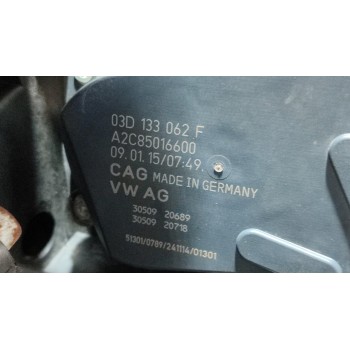 03D 133 062 F
A2C85016600
09.01.15/07:49
CAG MADE IN GERMANY
VW AG
30509 20689
30509 20718
51301/0789/241114/01301